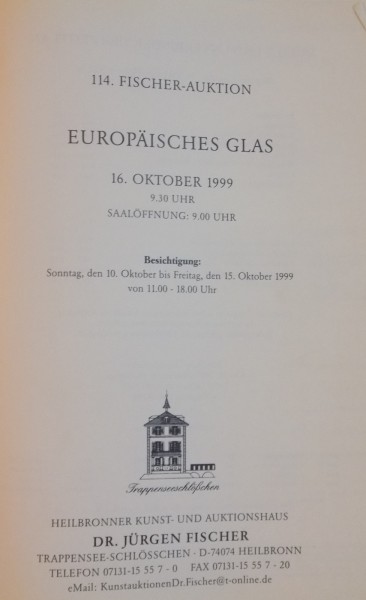 114. FISCHER-AUKTION
EUROPÄISCHES GLAS
16. OKTOBER 1999
9.30 UHR
SAALÖFFNUNG: 9.00 UHR
Besichtigung:
Sonntag, den 10. Oktober bis Freitag, den 15. Oktober 1999
von 11.00 - 18.00 Uhr
Trappenseeschlößchen
HEILBRONNER KUNST- UND AUKTIONSHAUS
DR. JÜRGEN FISCHER
TRAPPENSEE-SCHLÖSSCHEN · D-74074 HEILBRONN
TELEFON 07131-15 55 7 - 0 FAX 07131-15 55 7 - 20
eMail: KunstauktionenDr.Fischer@t-online.de